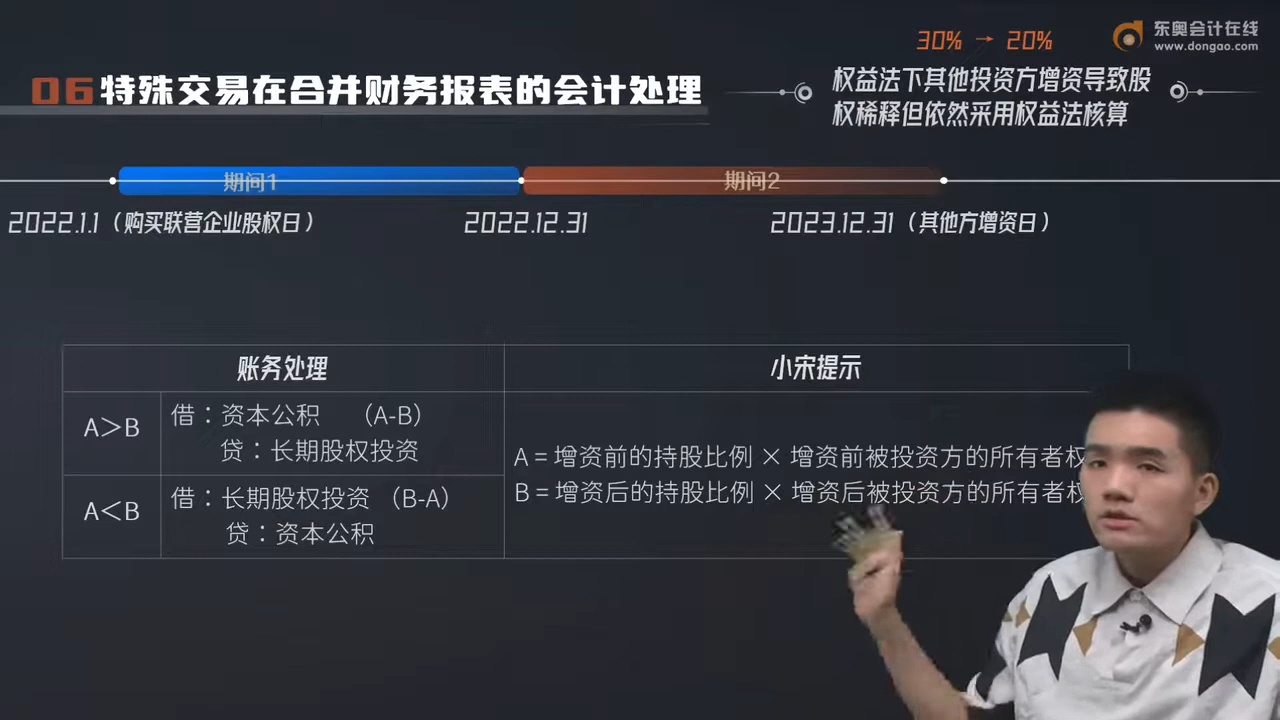 30% → 20%
东奥会计在线
www.dongao.com
06 特殊交易在合并财务报表的会计处理
权益法下其他投资方增资导致股
权稀释但依然采用权益法核算
期间1
期间2
2022.1.1（购买联营企业股权日）
2022.12.31
2023.12.31（其他方增资日）
账务处理
小宋提示
A＞B
借：资本公积 （A-B）
贷：长期股权投资
A＜B
借：长期股权投资 （B-A）
贷：资本公积
A = 增资前的持股比例 × 增资前被投资方的所有者权
B = 增资后的持股比例 × 增资后被投资方的所有者权